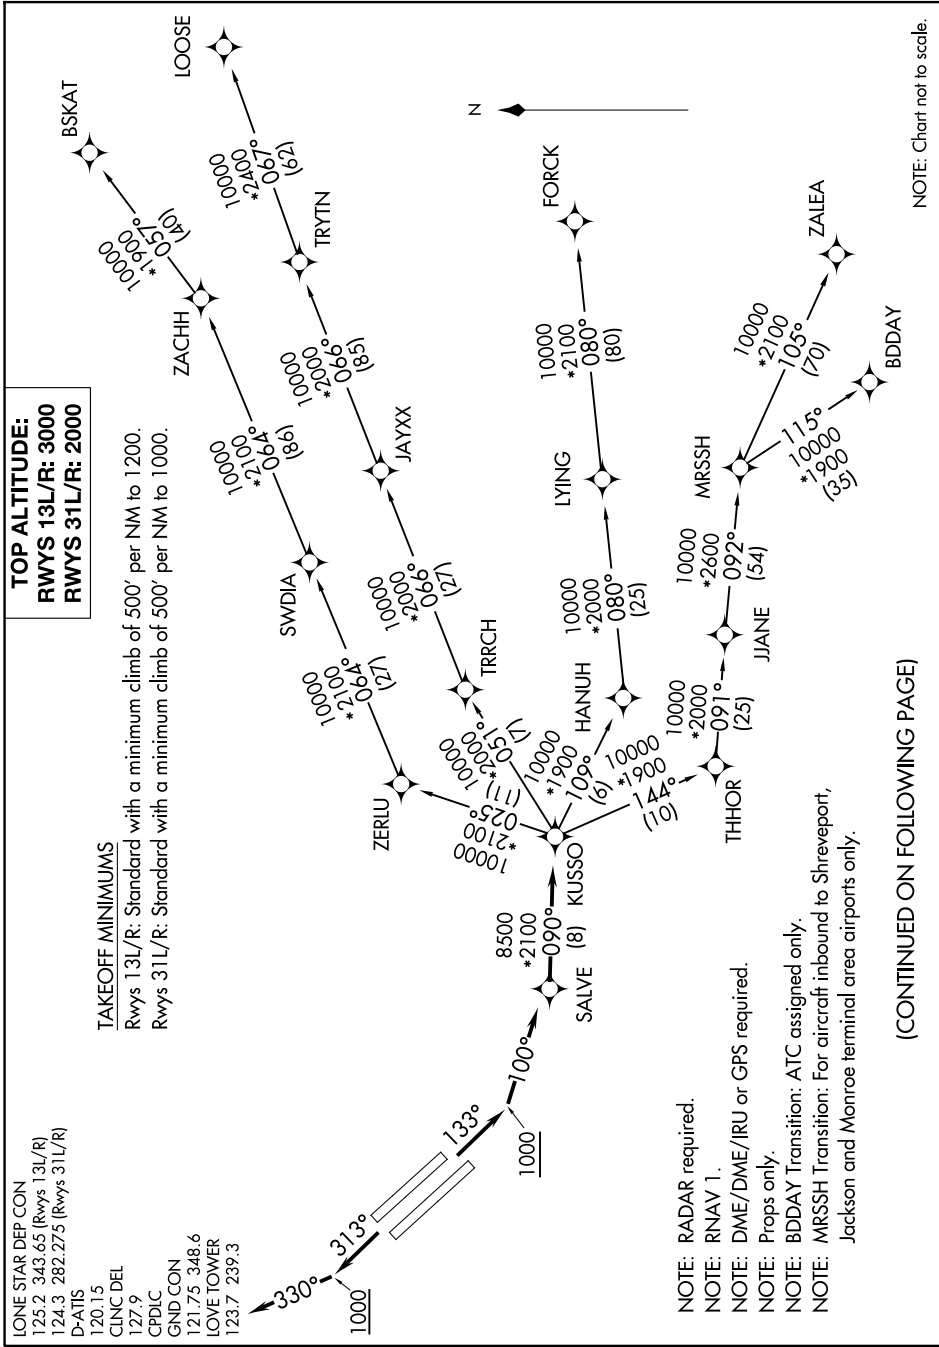 LONE STAR DEP CON
125.2 343.65 (Rwys 13L/R)
124.3 282.275 (Rwys 31L/R)
D-ATIS
120.15
CLNC DEL
127.9
CPDLC
GND CON
121.75 348.6
LOVE TOWER
123.7 239.3
TOP ALTITUDE:
RWYS 13L/R: 3000
RWYS 31L/R: 2000
TAKEOFF MINIMUMS
Rwys 13L/R: Standard with a minimum climb of 500' per NM to 1200.
Rwys 31L/R: Standard with a minimum climb of 500' per NM to 1000.
330°
1000
313°
133°
1000
100°
SALVE
8500
*2100
090°
(8)
KUSSO
10000
*2100
025°
(11)
ZERLU
10000
*2100
064°
(27)
SWDIA
10000
*2100
064°
(86)
ZACHH
10000
*1900
057°
(40)
BSKAT
10000
*2000
051°
(7)
TRRCH
10000
*2000
066°
(27)
JAYXX
10000
*2000
066°
(85)
TRYTN
10000
*2400
067°
(62)
LOOSE
N
10000
*1900
109°
(6)
HANUH
10000
*2000
080°
(25)
LYING
10000
*2100
080°
(80)
FORCK
10000
*1900
144°
(10)
THHOR
10000
*2000
091°
(25)
JJANE
10000
*2600
092°
(54)
MRSSH
10000
*2100
105°
(70)
ZALEA
115°
10000
*1900
(35)
BDDAY
NOTE: RADAR required.
NOTE: RNAV 1.
NOTE: DME/DME/IRU or GPS required.
NOTE: Props only.
NOTE: BDDAY Transition: ATC assigned only.
NOTE: MRSSH Transition: For aircraft inbound to Shreveport,
Jackson and Monroe terminal area airports only.
(CONTINUED ON FOLLOWING PAGE)
NOTE: Chart not to scale.